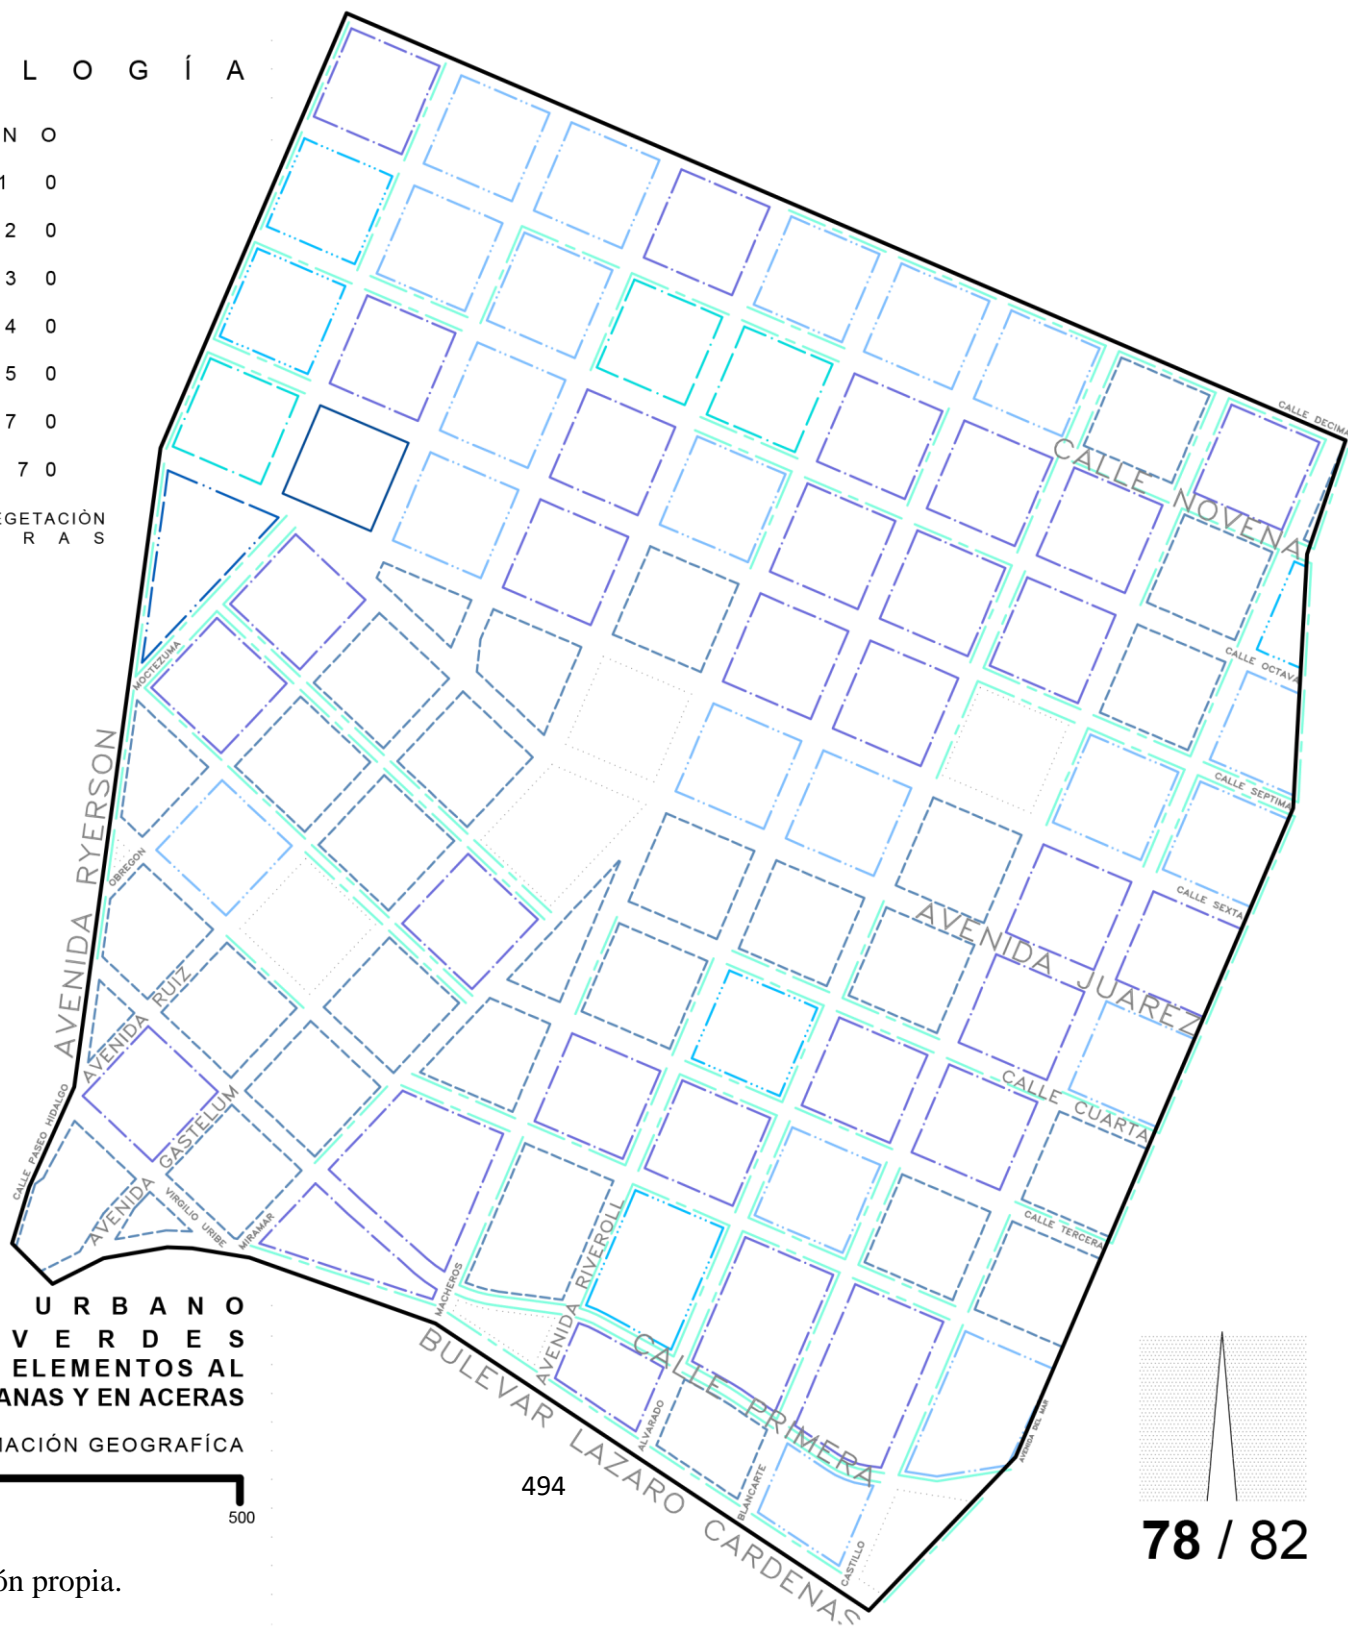 L O G Í A
N O
1 0
2 0
3 0
4 0
5 0
7 0
7 0
EGETACIÒN
R A S
CALLE DECIMA
CALLE NOVENA
CALLE OCTAVA
CALLE SEPTIMA
CALLE SEXTA
AVENIDA JUAREZ
CALLE CUARTA
CALLE TERCERA
MOCTEZUMA
AVENIDA RYERSON
OBREGON
AVENIDA RUIZ
CALLE PASEO HIDALGO
AVENIDA GASTELUM
VIRGILIO URIBE
MIRAMAR
MACHEROS
AVENIDA RIVEROLL
CALLE PRIMERA
ALVARADO
BLANCARTE
CASTILLO
AVENIDA DEL MAR
BULEVAR LAZARO CARDENAS
URBANO
VERDES
ELEMENTOS AL
ANAS Y EN ACERAS
MACIÓN GEOGRAFÍCA
500
494
78 / 82
ón propia.